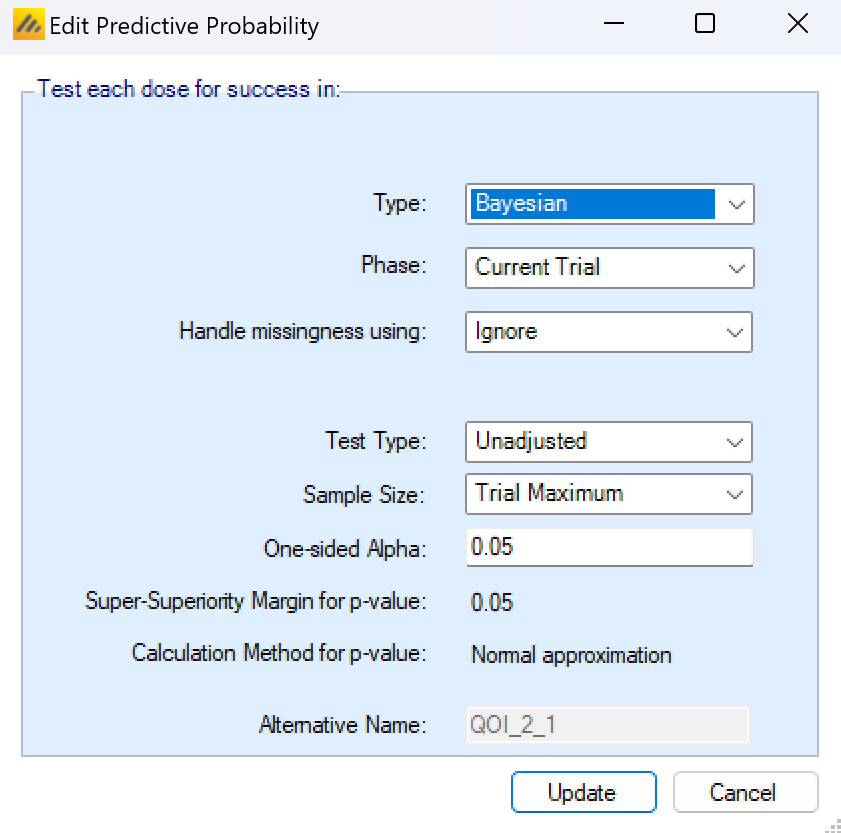 Edit Predictive Probability
Test each dose for success in:
Type: Bayesian
Phase: Current Trial
Handle missingness using: Ignore
Test Type: Unadjusted
Sample Size: Trial Maximum
One-sided Alpha: 0.05
Super-Superiority Margin for p-value: 0.05
Calculation Method for p-value: Normal approximation
Alternative Name: QOI_2_1
Update Cancel